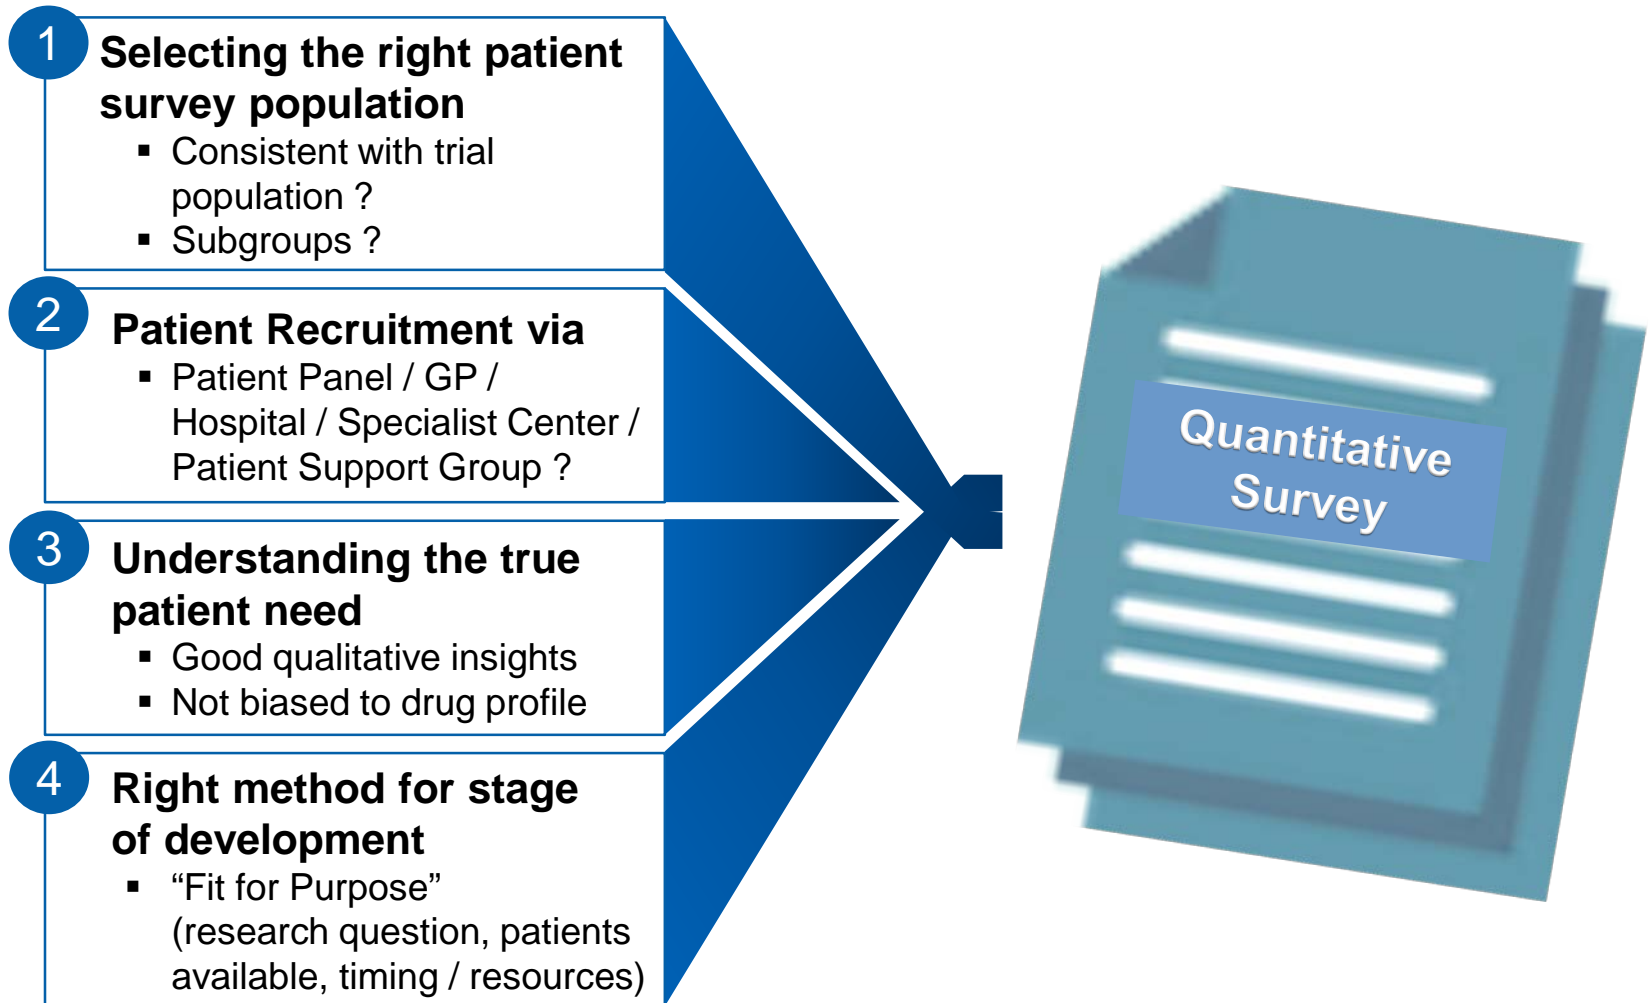 1
Selecting the right patient
survey population
▪ Consistent with trial
population ?
▪ Subgroups ?
2
Patient Recruitment via
▪ Patient Panel / GP /
Hospital / Specialist Center /
Patient Support Group ?
3
Understanding the true
patient need
▪ Good qualitative insights
▪ Not biased to drug profile
4
Right method for stage
of development
▪ “Fit for Purpose”
(research question, patients
available, timing / resources)
Quantitative
Survey